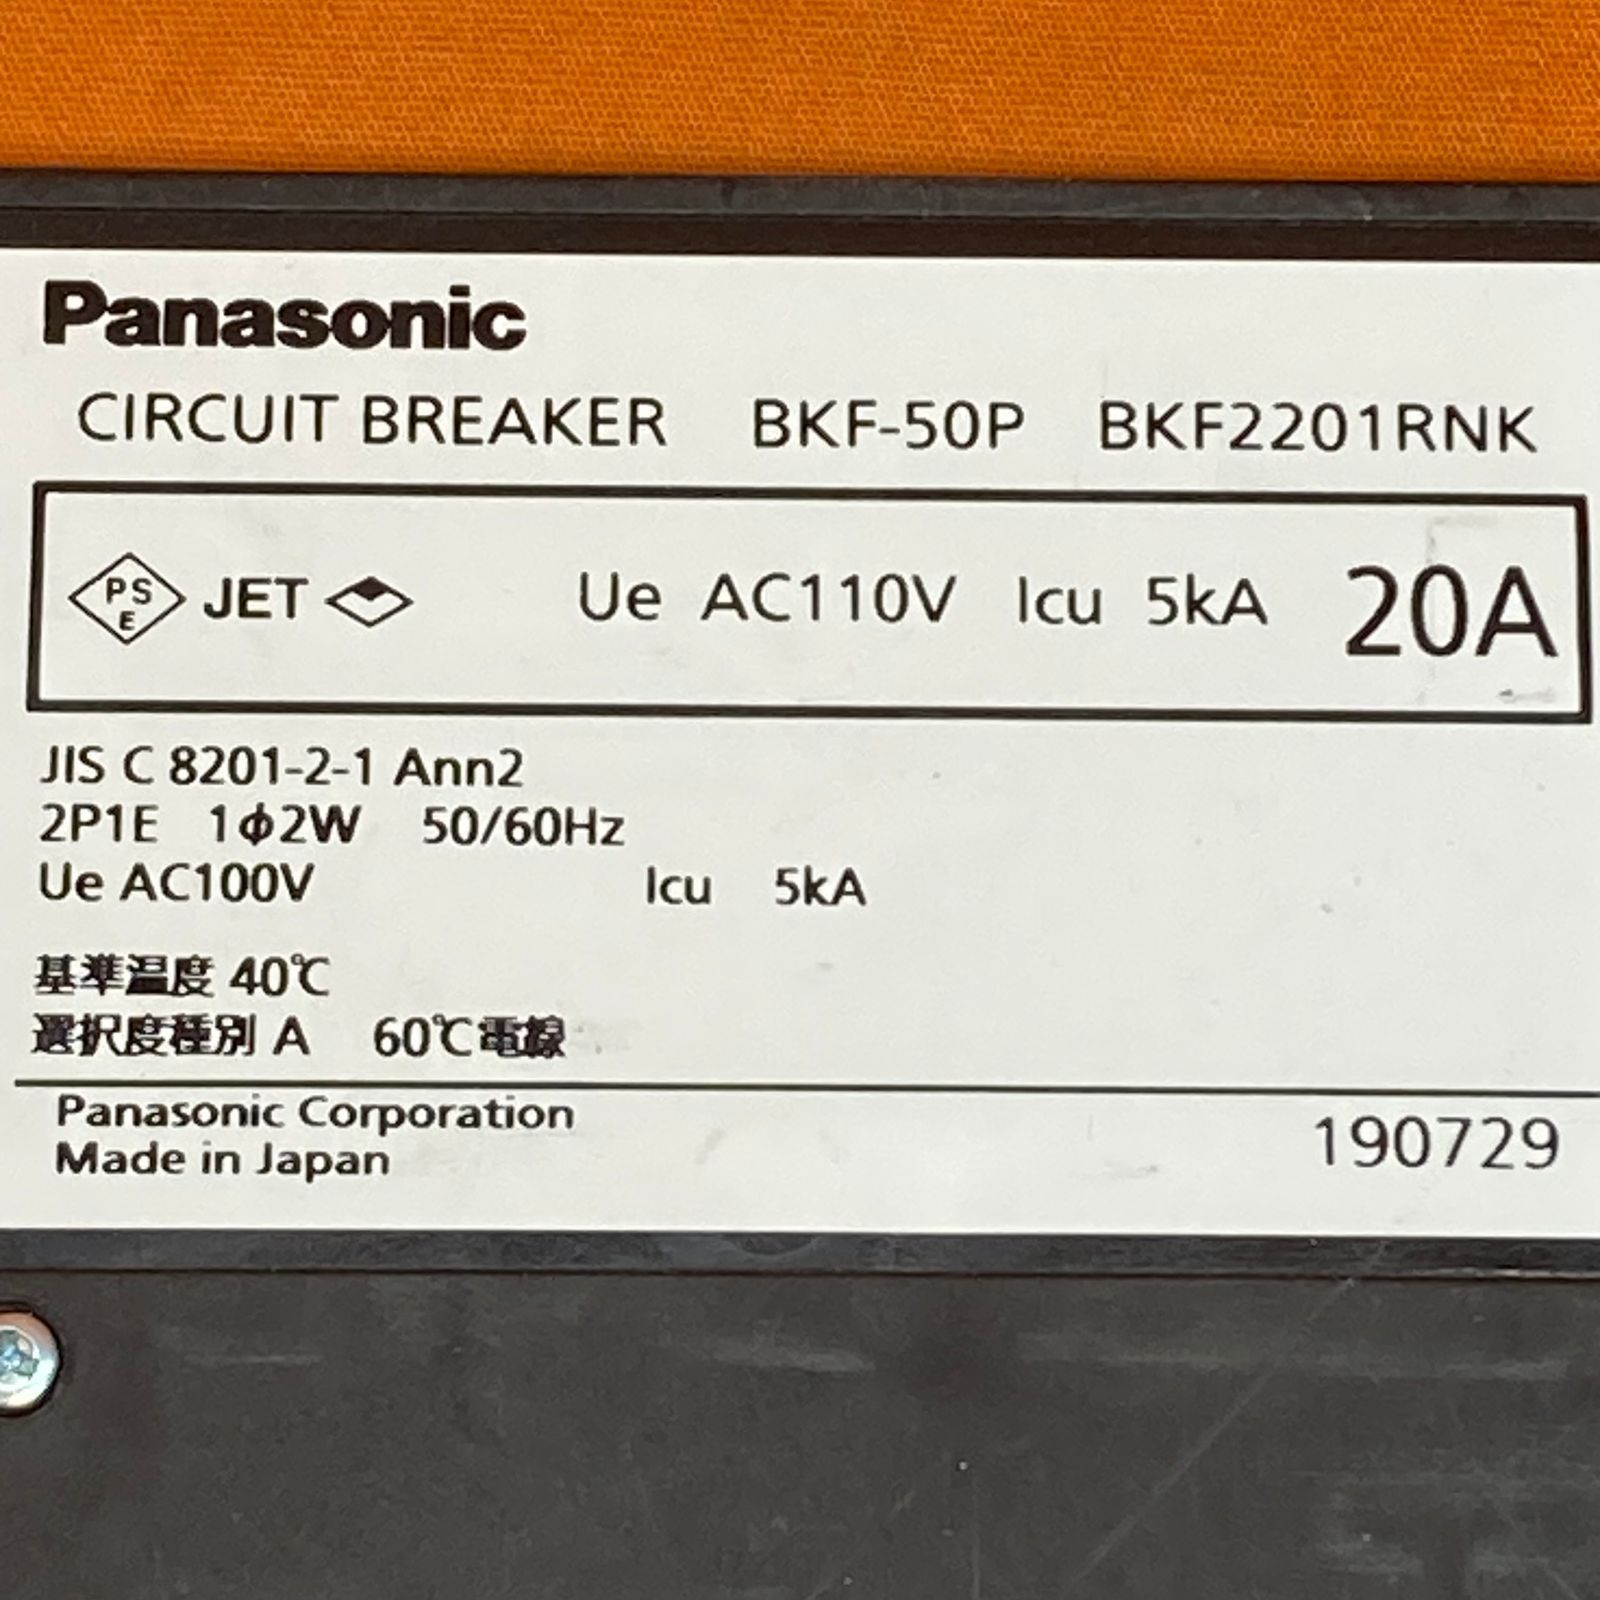 Panasonic
CIRCUIT BREAKER BKF-50P BKF2201RNK
PS E JET Ue AC110V Icu 5kA 20A
JIS C 8201-2-1 Ann2
2P1E 1ϕ2W 50/60Hz
Ue AC100V Icu 5kA
基準温度 40℃
選択度種別 A 60℃電線
Panasonic Corporation
Made in Japan
190729